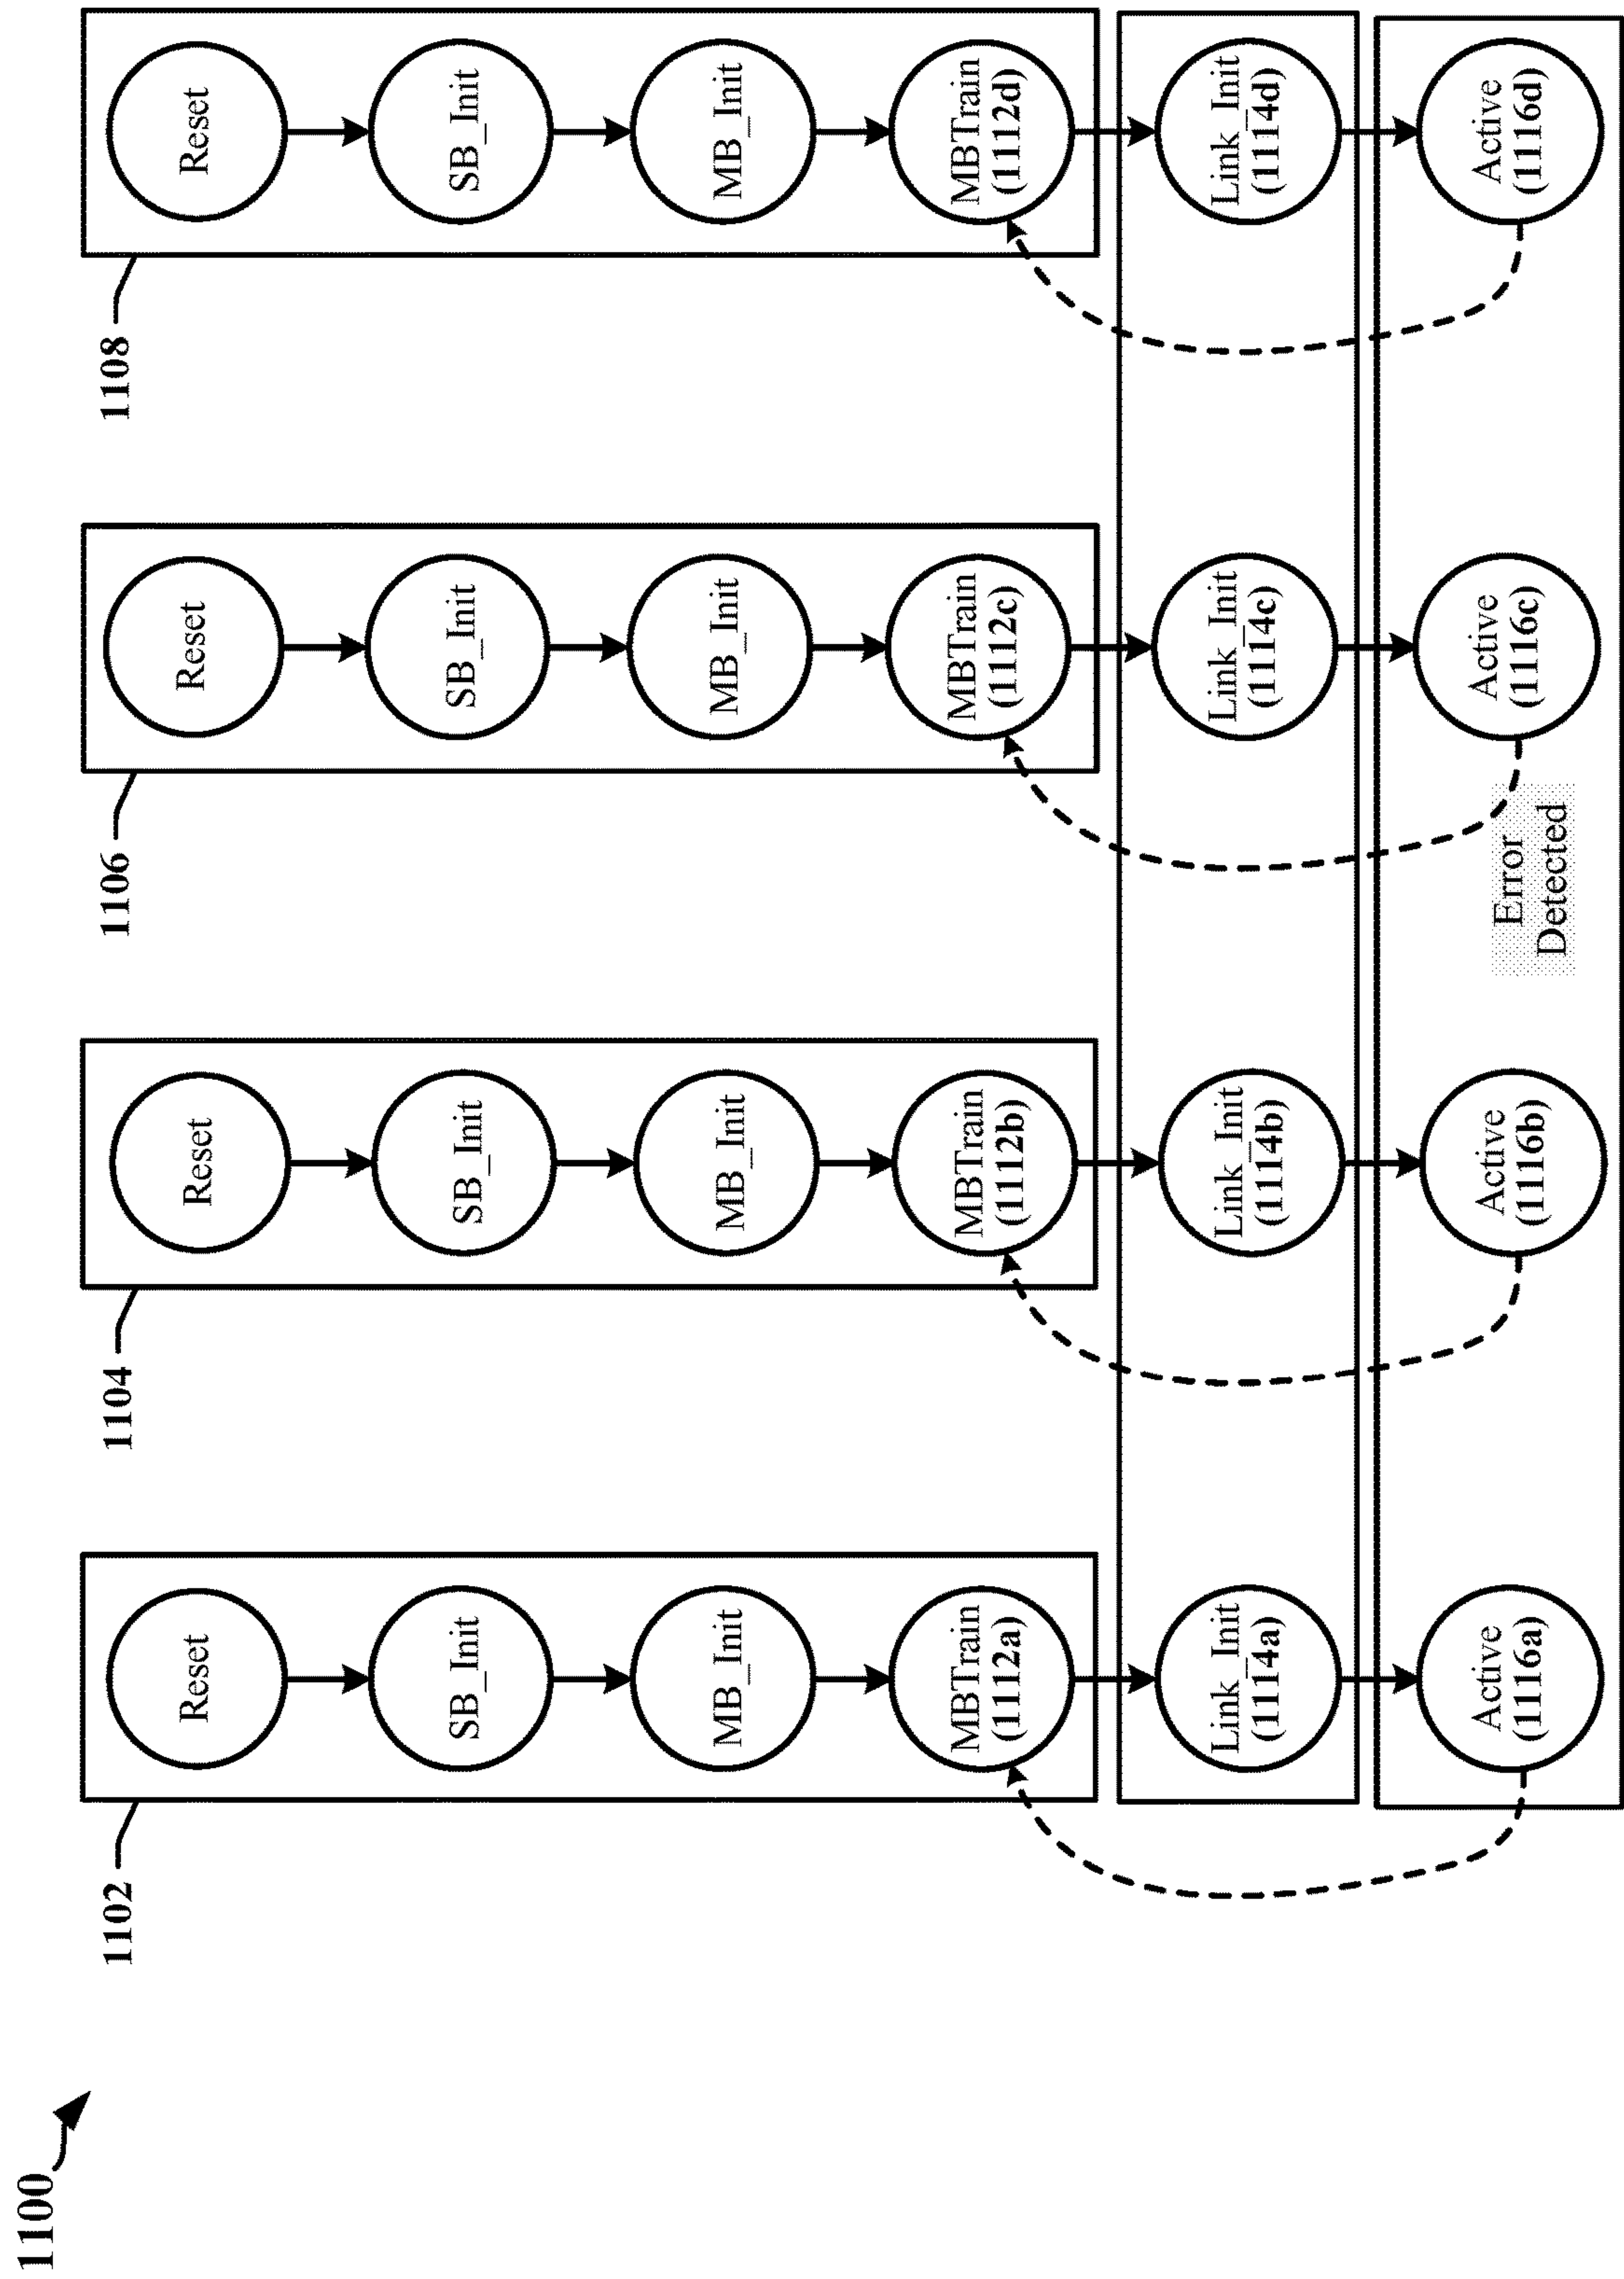 1100
1102
1104
1106
1108
Reset
Reset
Reset
Reset
SB_Init
SB_Init
SB_Init
SB_Init
MB_Init
MB_Init
MB_Init
MB_Init
MBTrain
(1112a)
MBTrain
(1112b)
MBTrain
(1112c)
MBTrain
(1112d)
Link_Init
(1114a)
Link_Init
(1114b)
Link_Init
(1114c)
Link_Init
(1114d)
Active
(1116a)
Active
(1116b)
Error
Detected
Active
(1116c)
Active
(1116d)